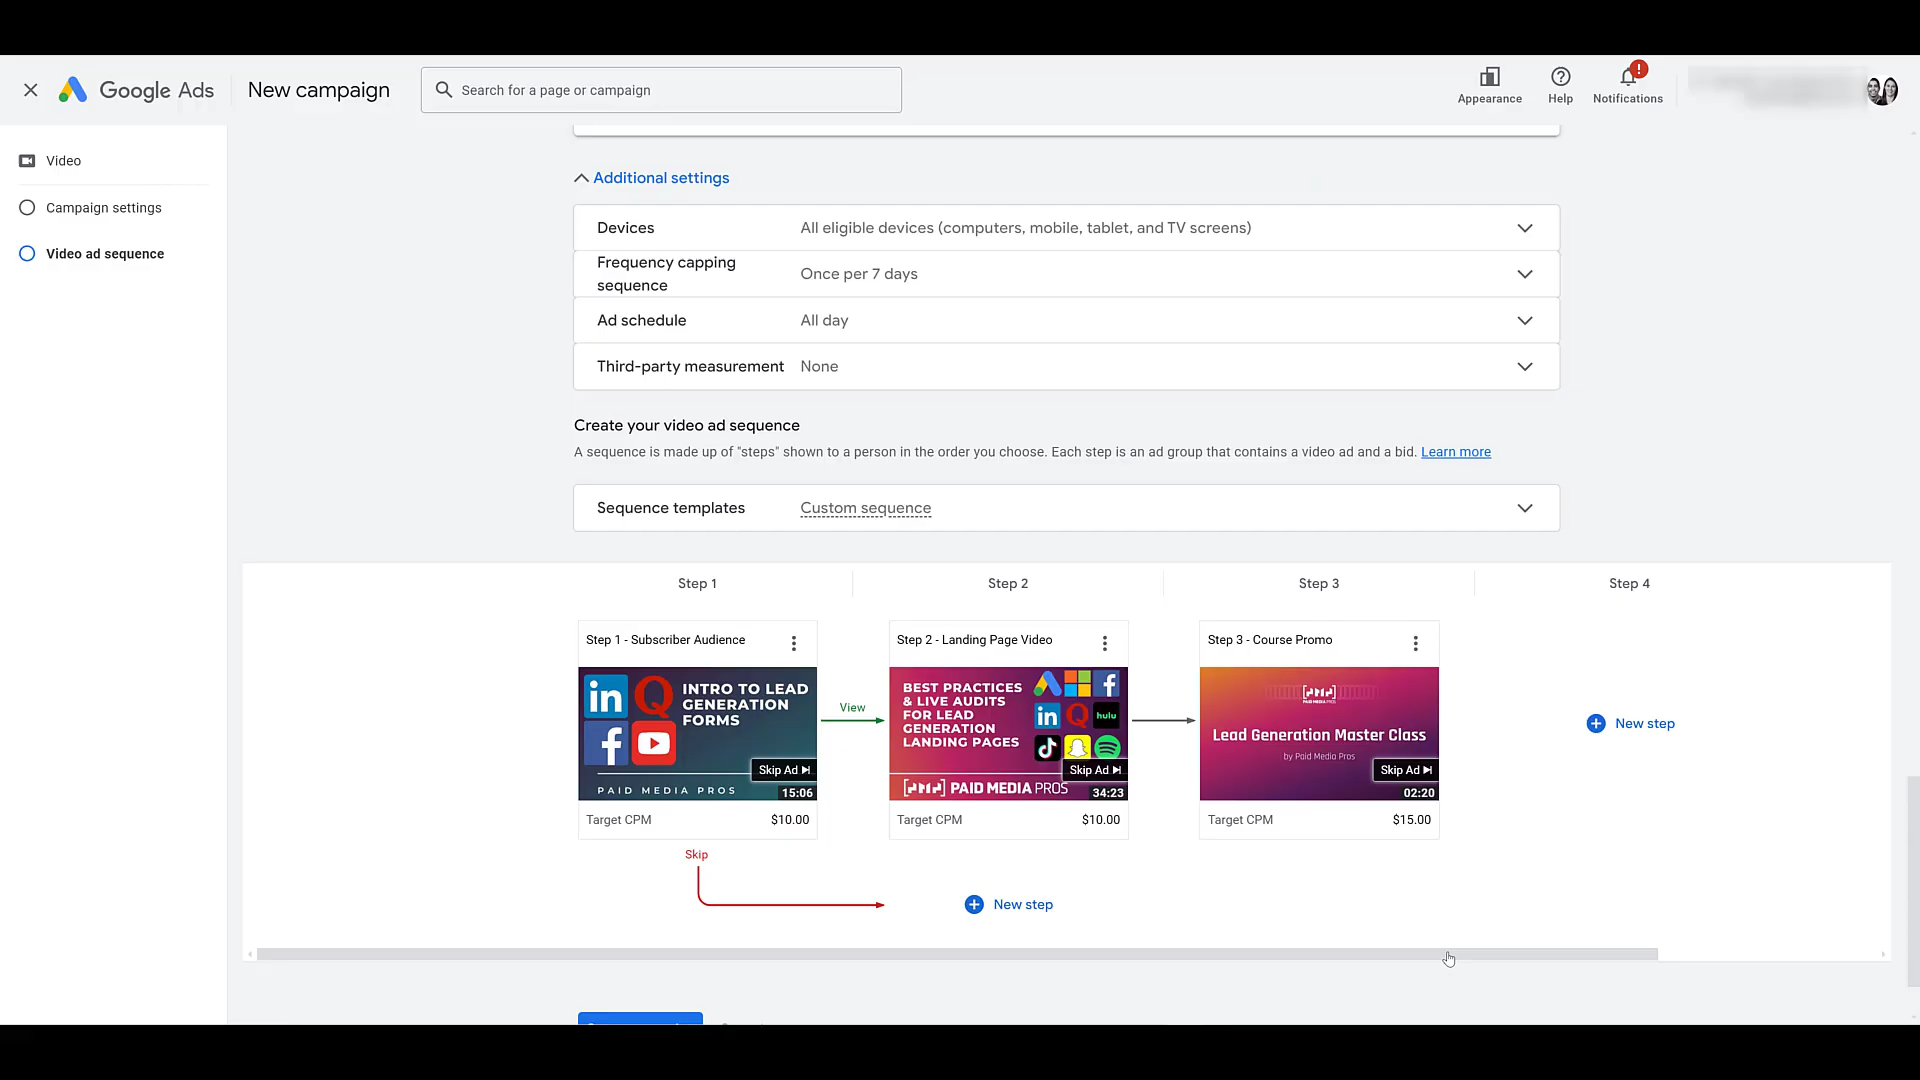 Google Ads
New campaign
Search for a page or campaign
Appearance
Help
!
Notifications
Video
Campaign settings
Video ad sequence
Additional settings
Devices
All eligible devices (computers, mobile, tablet, and TV screens)
Frequency capping
sequence
Once per 7 days
Ad schedule
All day
Third-party measurement
None
Create your video ad sequence
A sequence is made up of "steps" shown to a person in the order you choose. Each step is an ad group that contains a video ad and a bid. Learn more
Sequence templates
Custom sequence
Step 1
Step 2
Step 3
Step 4
Step 1 - Subscriber Audience
in
Q
f
INTRO TO LEAD
GENERATION
FORMS
Skip Ad
PAID MEDIA PROS
15:06
Target CPM
$10.00
View
Step 2 - Landing Page Video
BEST PRACTICES
& LIVE AUDITS
FOR LEAD
GENERATION
LANDING PAGES
f
in
Q
hulu
Skip Ad
PAID MEDIA PROS
34:23
Target CPM
$10.00
Step 3 - Course Promo
PAID MEDIA PROS
Lead Generation Master Class
by Paid Media Pros
Skip Ad
02:20
Target CPM
$15.00
New step
Skip
New step